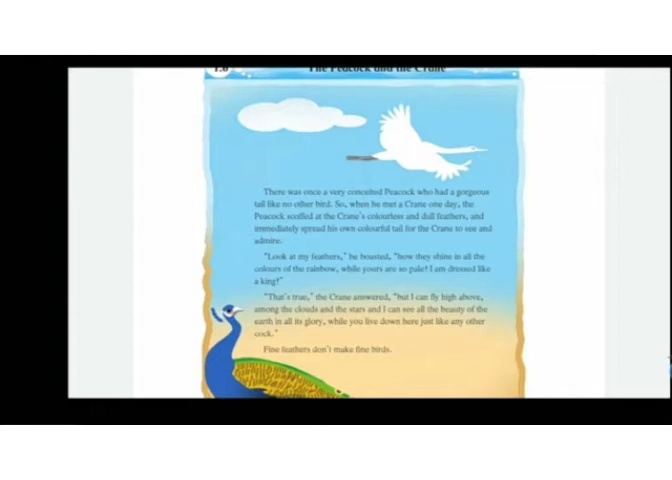 1.6
The Peacock and the Crane
There was once a very conceited Peacock who had a gorgeous
tail like no other bird. So, when he met a Crane one day, the
Peacock scoffed at the Crane's colourless and dull feathers, and
immediately spread his own colourful tail for the Crane to see and
admire.
"Look at my feathers," he boasted, "how they shine in all the
colours of the rainbow, while yours are so pale! I am dressed like
a king!"
"That's true," the Crane answered, "but I can fly high above,
among the clouds and the stars and I can see all the beauty of the
earth in all its glory, while you live down here just like any other
cock."
Fine feathers don't make fine birds.